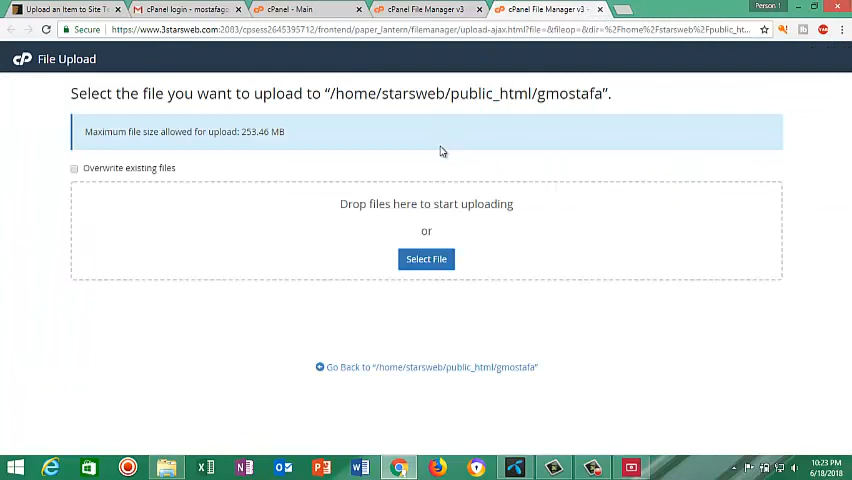 Upload an Item to Site T
cPanel login - mostafago
cPanel - Main
cPanel File Manager v3
cPanel File Manager v3 -
Person 1
Secure
https://www.3starsweb.com:2083/cpsess2645395712/frontend/paper_lantern/filemanager/upload-ajax.html?file=&fileop=&dir=%2Fhome%2Fstarsweb%2Fpublic_ht...
cP File Upload
Select the file you want to upload to “/home/starsweb/public_html/gmostafa”.
Maximum file size allowed for upload: 253.46 MB
Overwrite existing files
Drop files here to start uploading
or
Select File
Go Back to “/home/starsweb/public_html/gmostafa”
10:23 PM
6/18/2018